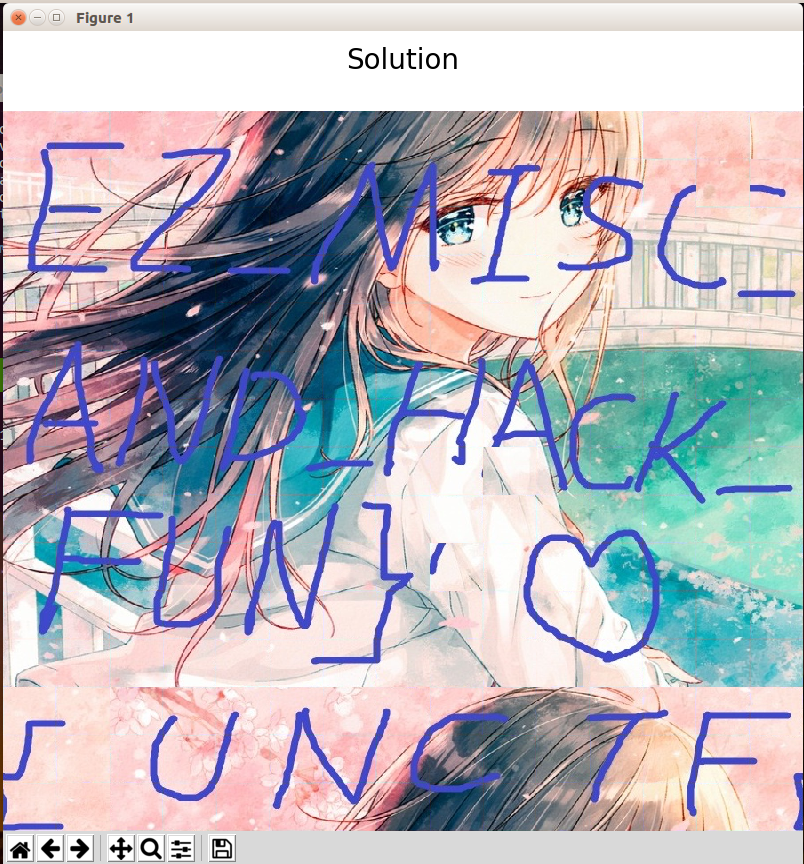 Figure 1
Solution
EZ_MISC_
AND_HACK_
FUN}
UNCTF